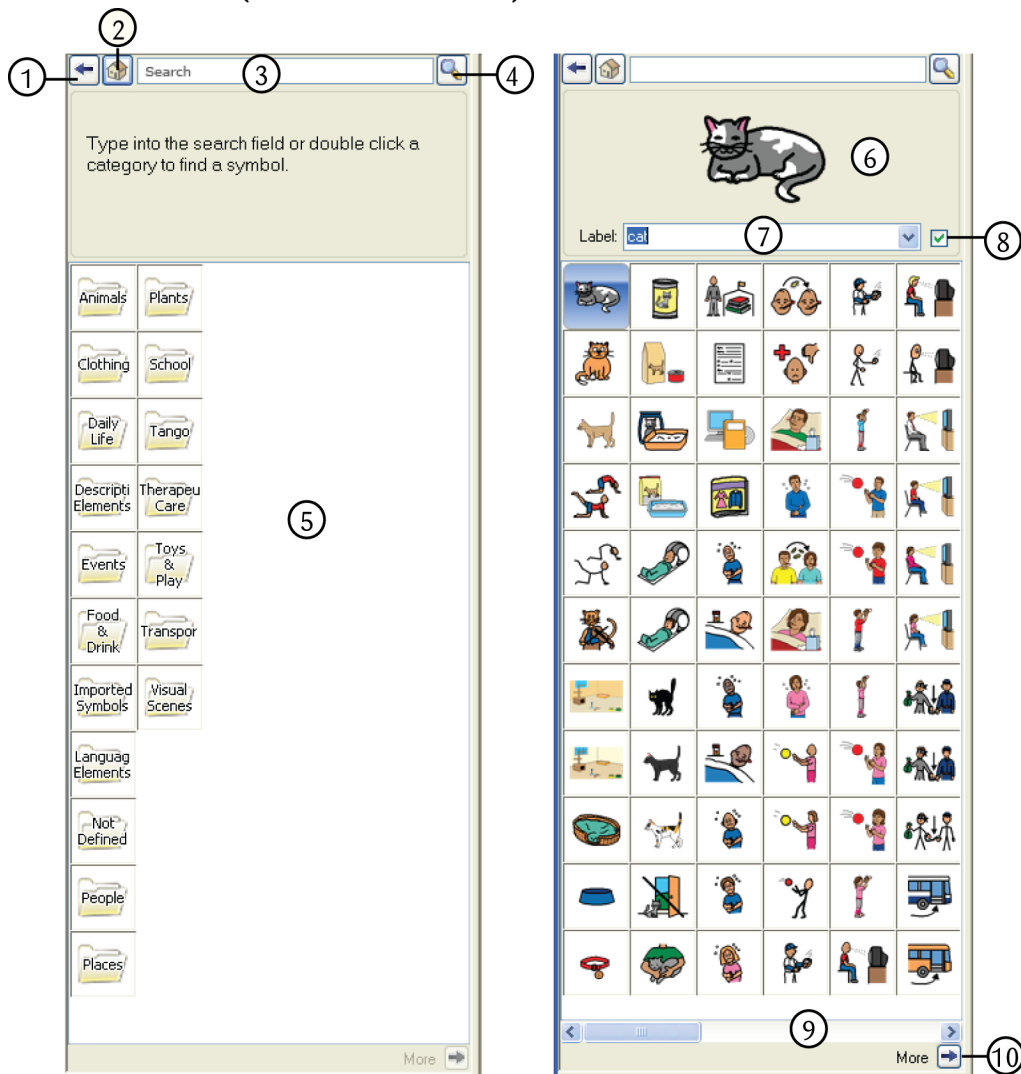 2
1
Search
3
4
Type into the search field or double click a
category to find a symbol.
6
Label: cat
7
8
Animals
Plants
Clothing
School
Daily
Life
Tango
Descripti
Elements
Therapeu
Care
5
Events
Toys
&
Play
Food
&
Drink
Transpor
Imported
Symbols
Visual
Scenes
Languag
Elements
Not
Defined
People
Places
9
More
More
10